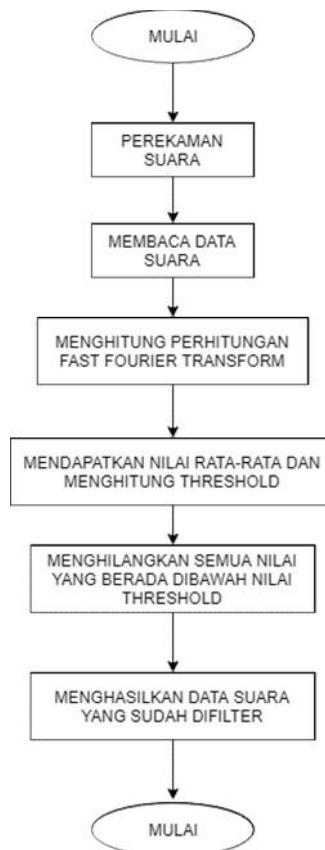 MULAI
PEREKAMAN
SUARA
MEMBACA DATA
SUARA
MENGHITUNG PERHITUNGAN
FAST FOURIER TRANSFORM
MENDAPATKAN NILAI RATA-RATA DAN
MENGHITUNG THRESHOLD
MENGHILANGKAN SEMUA NILAI
YANG BERADA DIBAWAH NILAI
THRESHOLD
MENGHASILKAN DATA SUARA
YANG SUDAH DIFILTER
MULAI